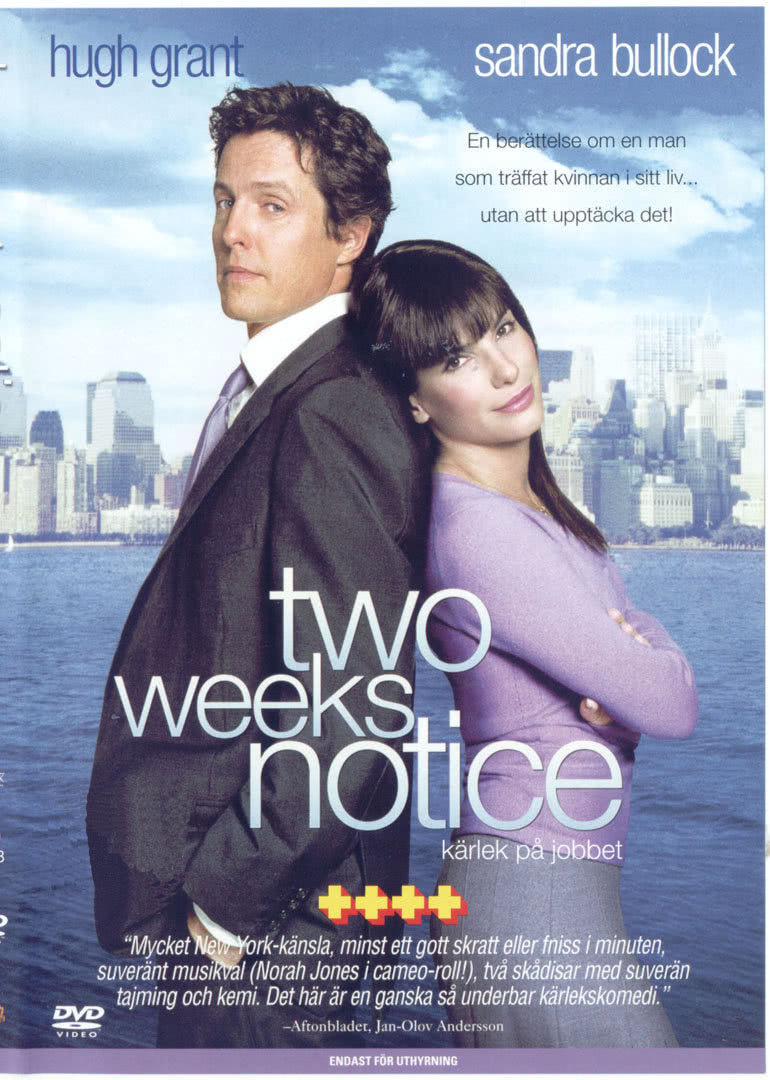 hugh grant
sandra bullock
En berättelse om en man
som träffat kvinnan i sitt liv...
utan att upptäcka det!
two
weeks
notice
kärlek på jobbet
"Mycket New York-känsla, minst ett gott skratt eller fniss i minuten,
suveränt musikval (Norah Jones i cameo-roll!), två skådisar med suverän
tajming och kemi. Det här är en ganska så underbar kärlekskomedi."
–Aftonbladet, Jan-Olov Andersson
DVD
VIDEO
ENDAST FÖR UTHYRNING